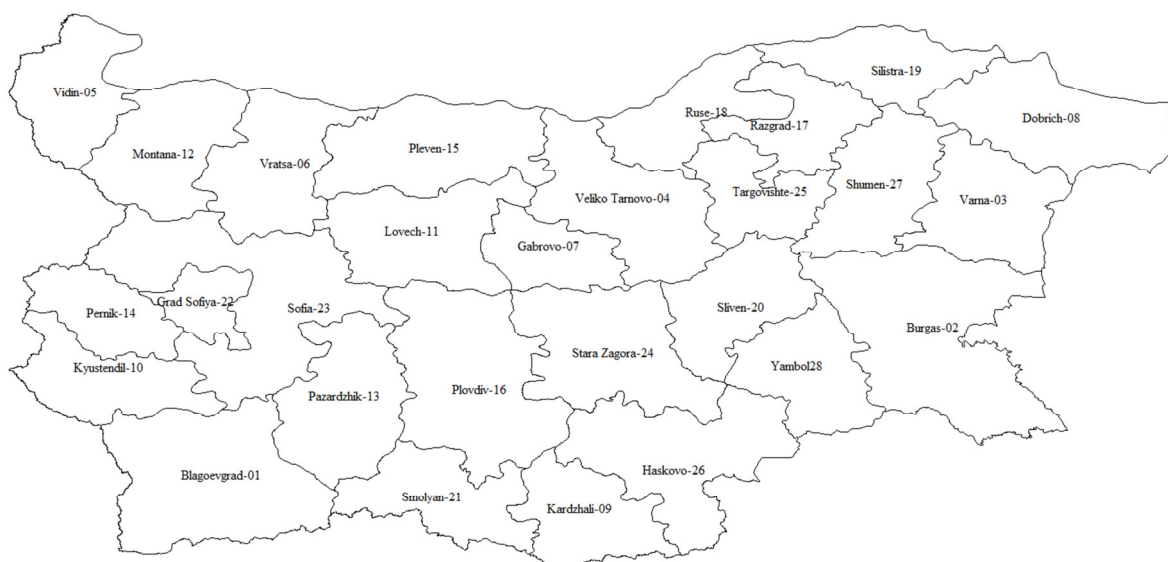 Silistra-19
Vidin-05
Ruse-18
Dobrich-08
Razgrad-17
Pleven-15
Montana-12
Vratsa-06
Shumen-27
Targovishte-25
Veliko Tarnovo-04
Varna-03
Lovech-11
Gabrovo-07
Grad Sofiya-22
Sofia-23
Sliven-20
Pernik-14
Burgas-02
Stara Zagora-24
Kyustendil-10
Yambol28
Plovdiv-16
Pazardzhik-13
Haskovo-26
Blagoevgrad-01
Smolyan-21
Kardzhali-09